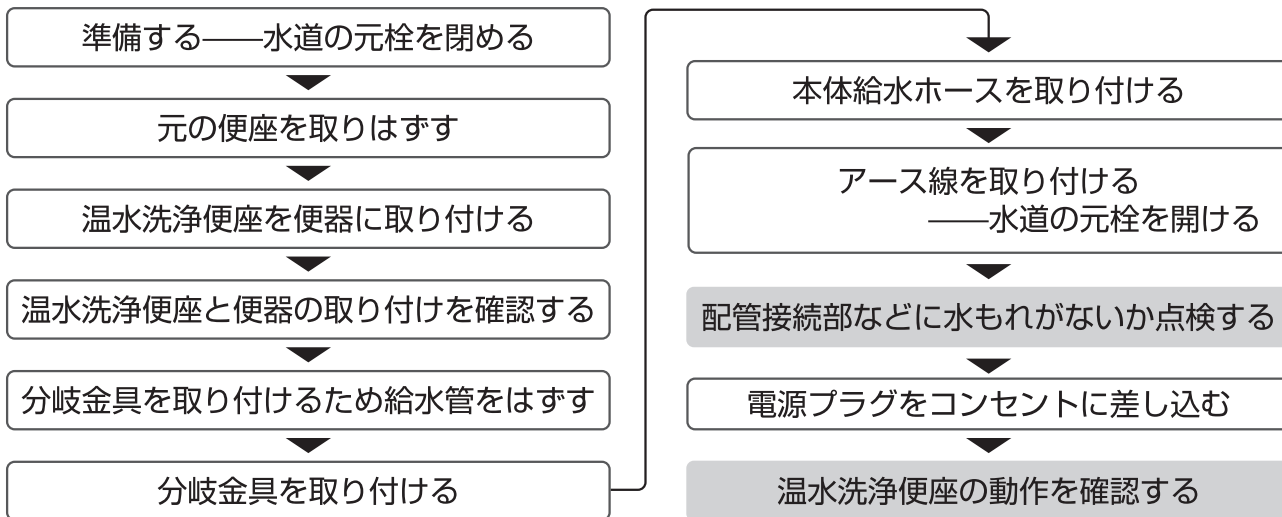 準備する――水道の元栓を閉める
元の便座を取りはずす
温水洗浄便座を便器に取り付ける
温水洗浄便座と便器の取り付けを確認する
分岐金具を取り付けるため給水管をはずす
分岐金具を取り付ける
本体給水ホースを取り付ける
アース線を取り付ける
――水道の元栓を開ける
配管接続部などに水もれがないか点検する
電源プラグをコンセントに差し込む
温水洗浄便座の動作を確認する